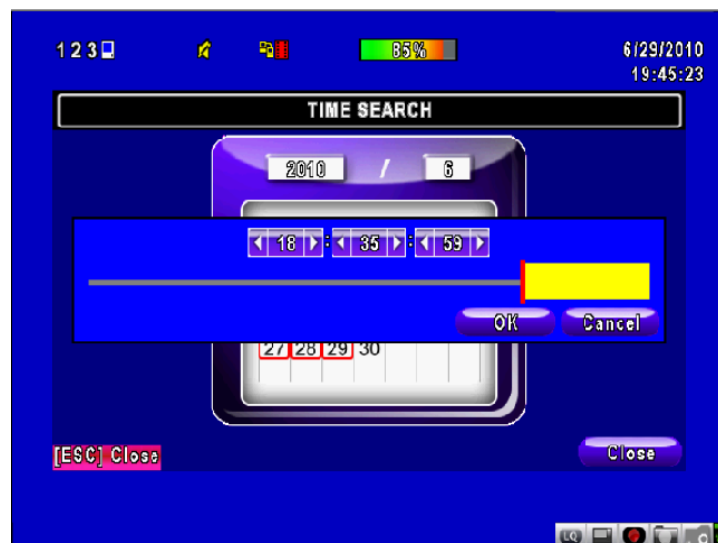 1 2 3
85%
6/29/2010
19:45:23
TIME SEARCH
2010 / 6
18 : 35 : 59
OK Cancel
27 28 29 30
[ESC] Close
Close
LQ